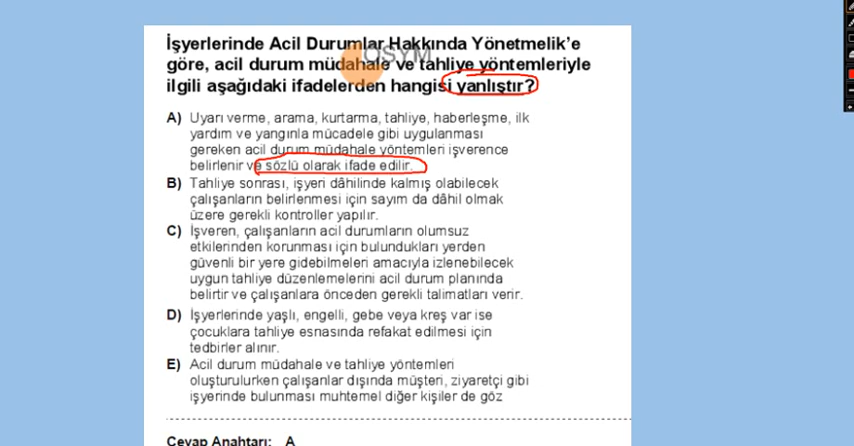 İşyerlerinde Acil Durumlar Hakkında Yönetmelik'e
ÖSYM
göre, acil durum müdahale ve tahliye yöntemleriyle
ilgili aşağıdaki ifadelerden hangisi yanlıştır?
A) Uyarı verme, arama, kurtarma, tahliye, haberleşme, ilk
yardım ve yangınla mücadele gibi uygulanması
gereken acil durum müdahale yöntemleri işverence
belirlenir ve sözlü olarak ifade edilir.
B) Tahliye sonrası, işyeri dâhilinde kalmış olabilecek
çalışanların belirlenmesi için sayım da dâhil olmak
üzere gerekli kontroller yapılır.
C) İşveren, çalışanların acil durumların olumsuz
etkilerinden korunması için bulundukları yerden
güvenli bir yere gidebilmeleri amacıyla izlenebilecek
uygun tahliye düzenlemelerini acil durum planında
belirtir ve çalışanlara önceden gerekli talimatları verir.
D) İşyerlerinde yaşlı, engelli, gebe veya kreş var ise
çocuklara tahliye esnasında refakat edilmesi için
tedbirler alınır.
E) Acil durum müdahale ve tahliye yöntemleri
oluşturulurken çalışanlar dışında müşteri, ziyaretçi gibi
işyerinde bulunması muhtemel diğer kişiler de göz
Cevap Anahtarı: A